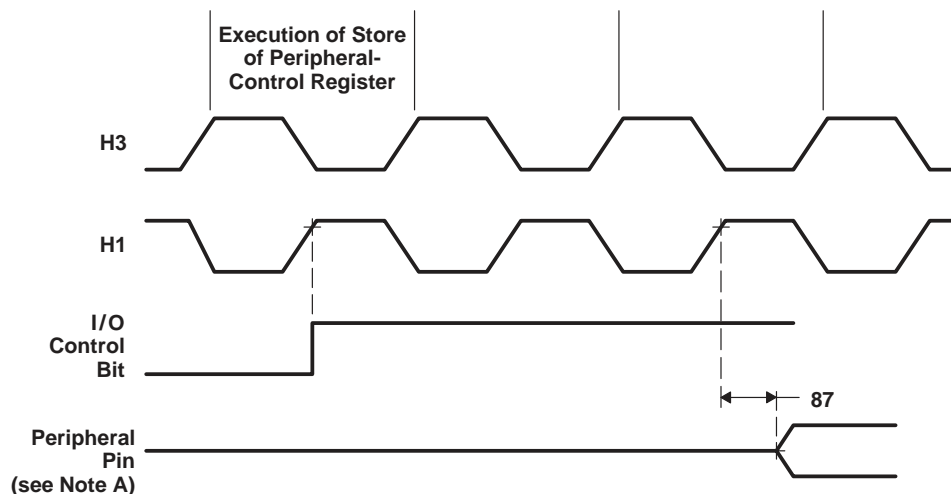 Execution of Store
of Peripheral-
Control Register
H3
H1
I/O
Control
Bit
87
Peripheral
Pin
(see Note A)